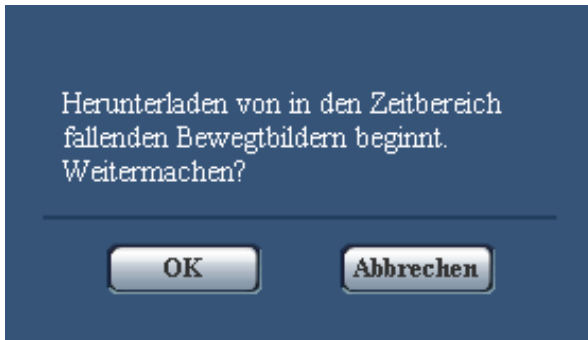 Herunterladen von in den Zeitbereich
fallenden Bewegtbildern beginnt.
Weitermachen?
OK
Abbrechen